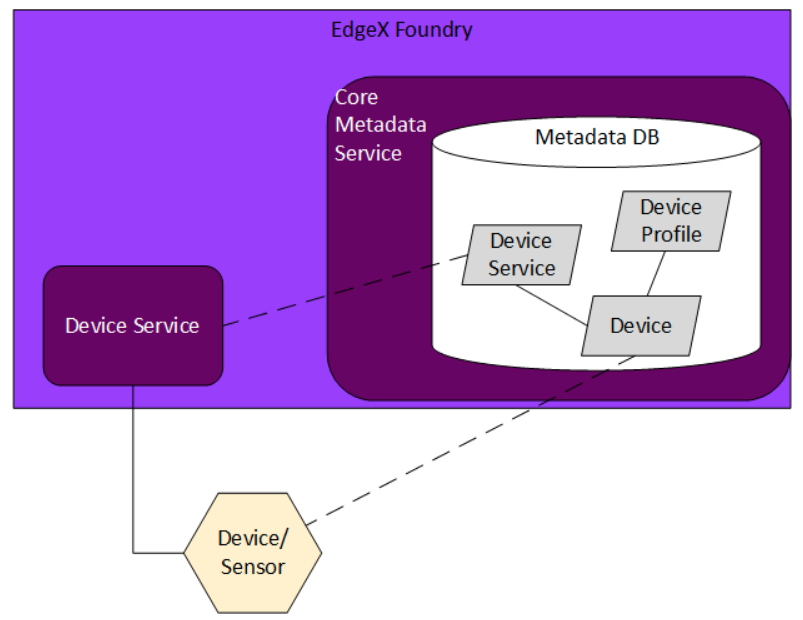 EdgeX Foundry
Core
Metadata
Service
Metadata DB
Device
Profile
Device
Service
Device
Device Service
Device/
Sensor